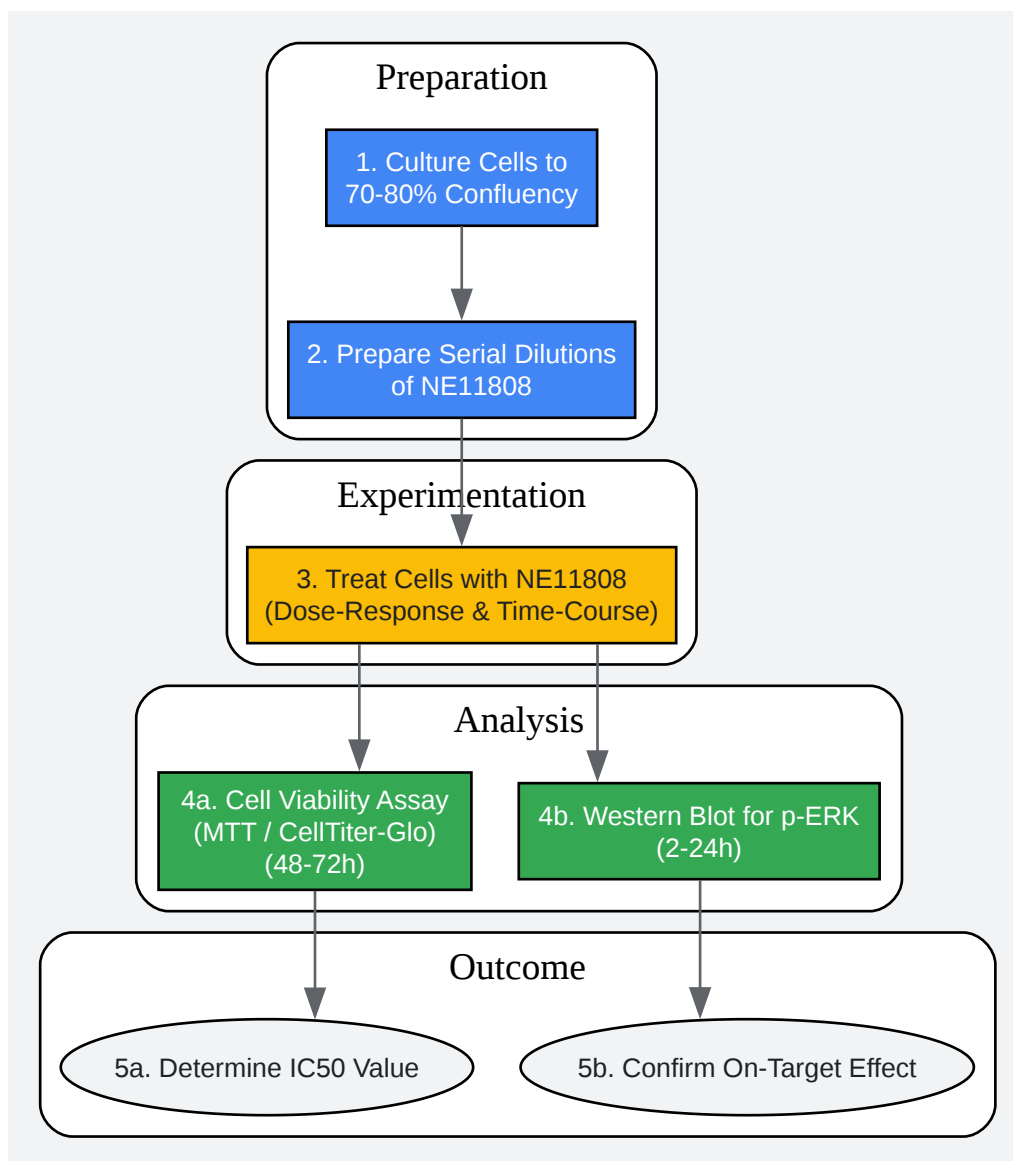 Preparation
1. Culture Cells to
70-80% Confluency
2. Prepare Serial Dilutions
of NE11808
Experimentation
3. Treat Cells with NE11808
(Dose-Response & Time-Course)
Analysis
4a. Cell Viability Assay
(MTT / CellTiter-Glo)
(48-72h)
4b. Western Blot for p-ERK
(2-24h)
Outcome
5a. Determine IC50 Value
5b. Confirm On-Target Effect